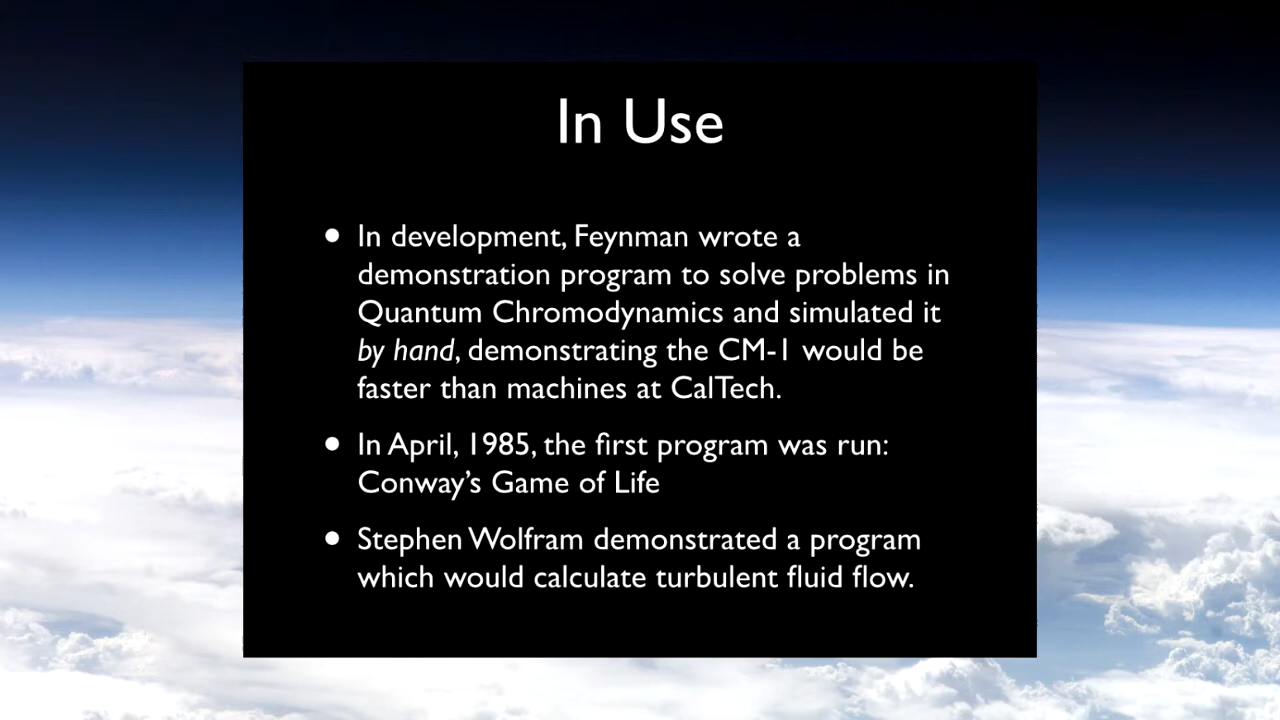 In Use
• In development, Feynman wrote a
demonstration program to solve problems in
Quantum Chromodynamics and simulated it
by hand, demonstrating the CM-1 would be
faster than machines at CalTech.
• In April, 1985, the first program was run:
Conway's Game of Life
• Stephen Wolfram demonstrated a program
which would calculate turbulent fluid flow.